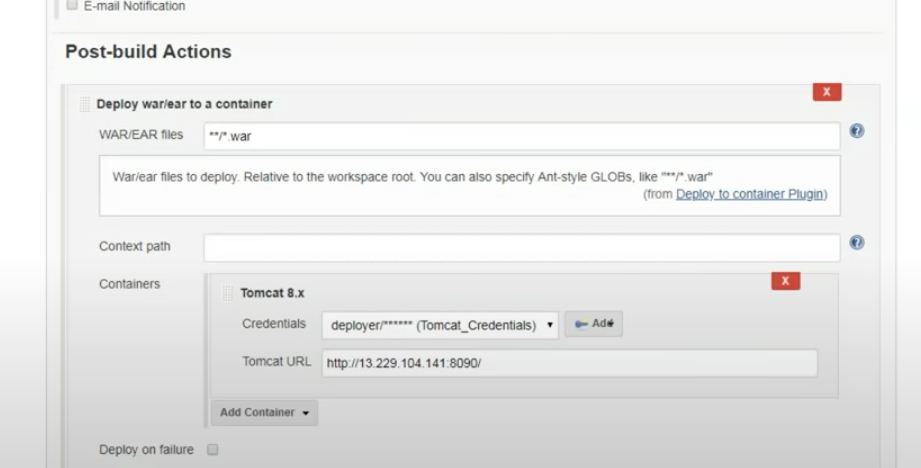 E-mail Notification
Post-build Actions
X
Deploy war/ear to a container
WAR/EAR files
**/*.war
War/ear files to deploy. Relative to the workspace root. You can also specify Ant-style GLOBs, like "**/*.war"
(from Deploy to container Plugin)
Context path
Containers
X
Tomcat 8.x
Credentials
deployer/****** (Tomcat_Credentials)
Add
Tomcat URL
http://13.229.104.141:8090/
Add Container
Deploy on failure